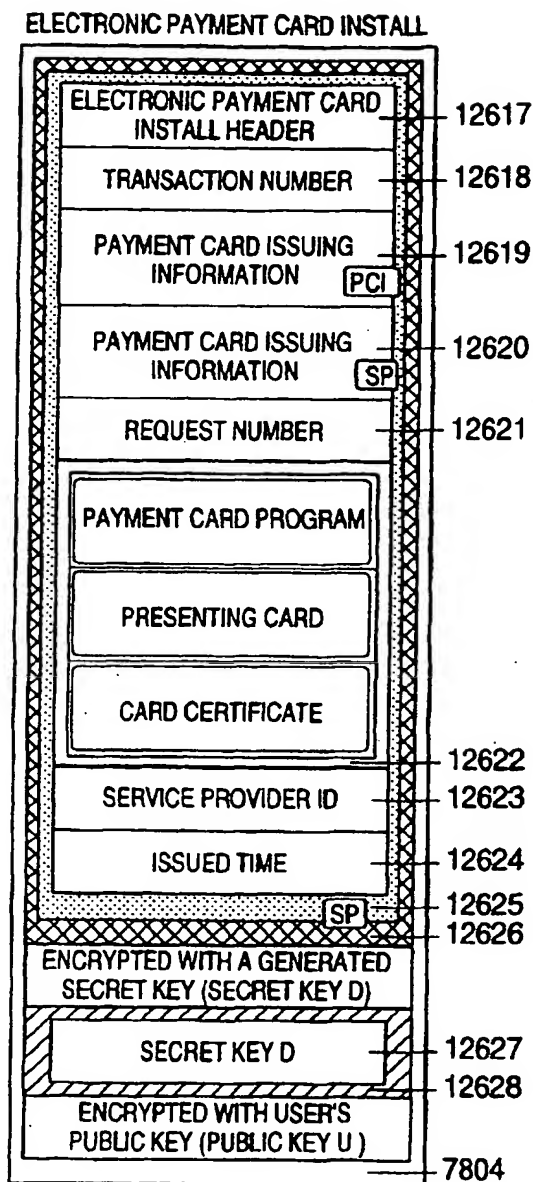 ELECTRONIC PAYMENT CARD INSTALL
ELECTRONIC PAYMENT CARD
INSTALL HEADER
12617
TRANSACTION NUMBER
12618
PAYMENT CARD ISSUING
INFORMATION
PCI
12619
PAYMENT CARD ISSUING
INFORMATION
SP
12620
REQUEST NUMBER
12621
PAYMENT CARD PROGRAM
PRESENTING CARD
CARD CERTIFICATE
12622
SERVICE PROVIDER ID
12623
ISSUED TIME
12624
SP
12625
12626
ENCRYPTED WITH A GENERATED
SECRET KEY (SECRET KEY D)
SECRET KEY D
12627
12628
ENCRYPTED WITH USER'S
PUBLIC KEY (PUBLIC KEY U )
7804